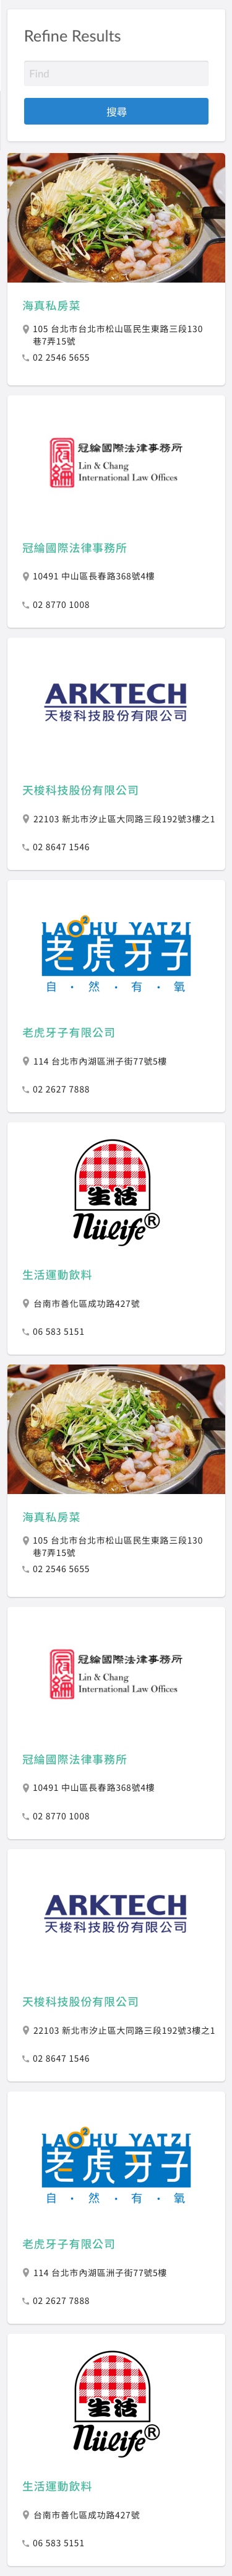 Refine Results
Find
搜尋
海真私房菜
105 台北市台北市松山區民生東路三段130
巷7弄15號
02 2546 5655
冠綸國際法律事務所
Lin & Chang
International Law Offices
冠綸國際法律事務所
10491 中山區長春路368號4樓
02 8770 1008
ARKTECH
天梭科技股份有限公司
天梭科技股份有限公司
22103 新北市汐止區大同路三段192號3樓之1
02 8647 1546
LAO HU YATZI
老虎牙子
自・然・有・氧
老虎牙子有限公司
114 台北市內湖區洲子街77號5樓
02 2627 7888
生活
Niilife®
生活運動飲料
台南市善化區成功路427號
06 583 5151
海真私房菜
105 台北市台北市松山區民生東路三段130
巷7弄15號
02 2546 5655
冠綸國際法律事務所
Lin & Chang
International Law Offices
冠綸國際法律事務所
10491 中山區長春路368號4樓
02 8770 1008
ARKTECH
天梭科技股份有限公司
天梭科技股份有限公司
22103 新北市汐止區大同路三段192號3樓之1
02 8647 1546
LAO HU YATZI
老虎牙子
自・然・有・氧
老虎牙子有限公司
114 台北市內湖區洲子街77號5樓
02 2627 7888
生活
Niilife®
生活運動飲料
台南市善化區成功路427號
06 583 5151